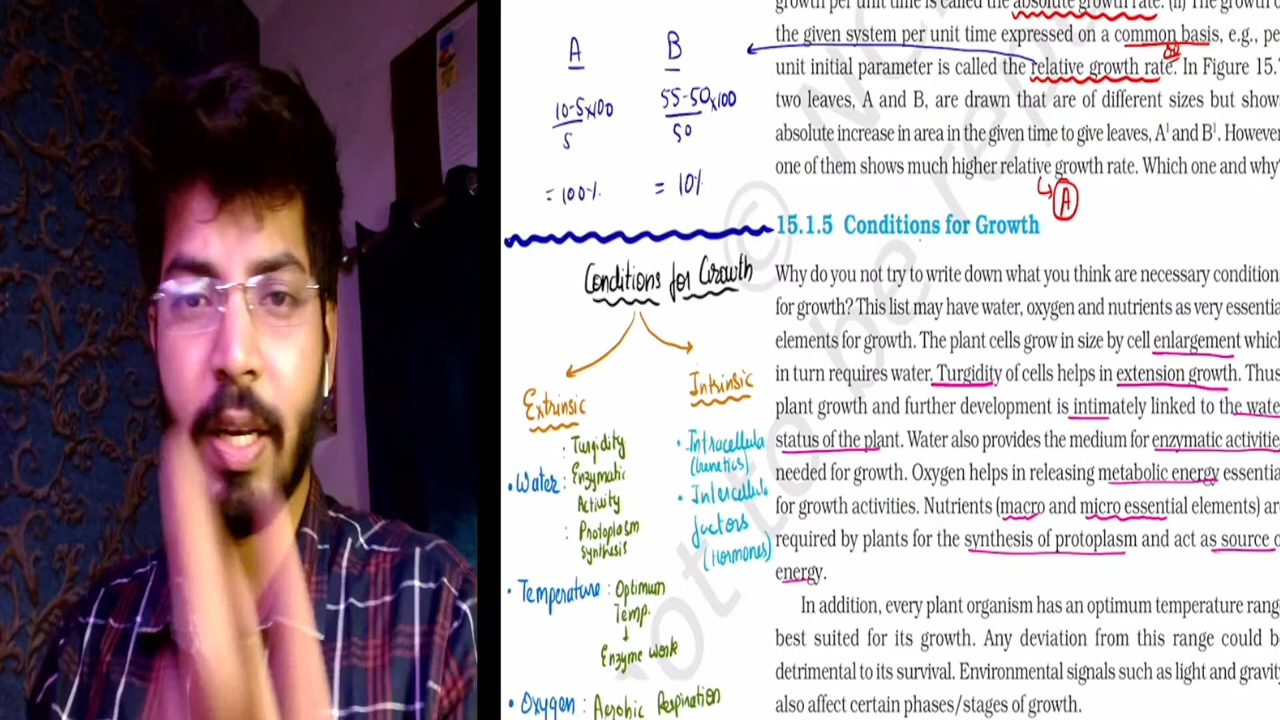 A B
10-5x100
5
55-50x100
50
= 100% = 10%
Conditions for Growth
Extrinsic
Intrinsic
• Water : Turgidity
: Enzymatic
Activity
: Protoplasm
synthesis
• Temperature : Optimum
Temp.
↓
Enzyme work
• Oxygen : Aerobic Respiration
• Intracellula
(Genetics)
• Intercellula
factors
(Hormones)
growth per unit time is called the absolute growth rate. (ii) The growth o
the given system per unit time expressed on a common basis, e.g., pe
unit initial parameter is called the relative growth rate. In Figure 15.7
two leaves, A and B, are drawn that are of different sizes but show
absolute increase in area in the given time to give leaves, A¹ and B¹. However
one of them shows much higher relative growth rate. Which one and why?
A
15.1.5 Conditions for Growth
Why do you not try to write down what you think are necessary condition
for growth? This list may have water, oxygen and nutrients as very essentia
elements for growth. The plant cells grow in size by cell enlargement which
in turn requires water. Turgidity of cells helps in extension growth. Thus
plant growth and further development is intimately linked to the wate
status of the plant. Water also provides the medium for enzymatic activitie
needed for growth. Oxygen helps in releasing metabolic energy essentia
for growth activities. Nutrients (macro and micro essential elements) ar
required by plants for the synthesis of protoplasm and act as source o
energy.
In addition, every plant organism has an optimum temperature rang
best suited for its growth. Any deviation from this range could b
detrimental to its survival. Environmental signals such as light and gravity
also affect certain phases/stages of growth.